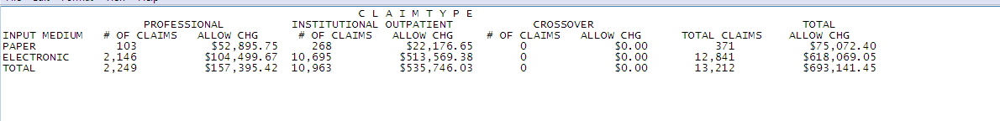 C L A I M T Y P E
PROFESSIONAL INSTITUTIONAL OUTPATIENT CROSSOVER TOTAL
INPUT MEDIUM # OF CLAIMS ALLOW CHG # OF CLAIMS ALLOW CHG # OF CLAIMS ALLOW CHG TOTAL CLAIMS ALLOW CHG
PAPER 103 $52,895.75 268 $22,176.65 0 $0.00 371 $75,072.40
ELECTRONIC 2,146 $104,499.67 10,695 $513,569.38 0 $0.00 12,841 $618,069.05
TOTAL 2,249 $157,395.42 10,963 $535,746.03 0 $0.00 13,212 $693,141.45